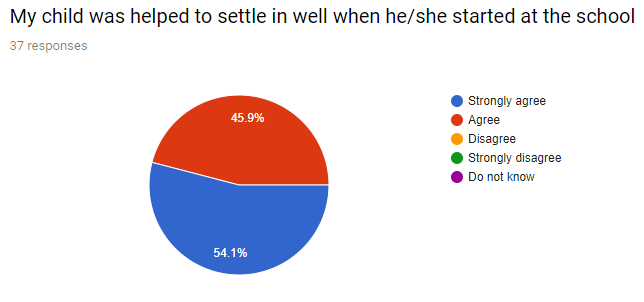 My child was helped to settle in well when he/she started at the school
37 responses
45.9%
54.1%
Strongly agree
Agree
Disagree
Strongly disagree
Do not know